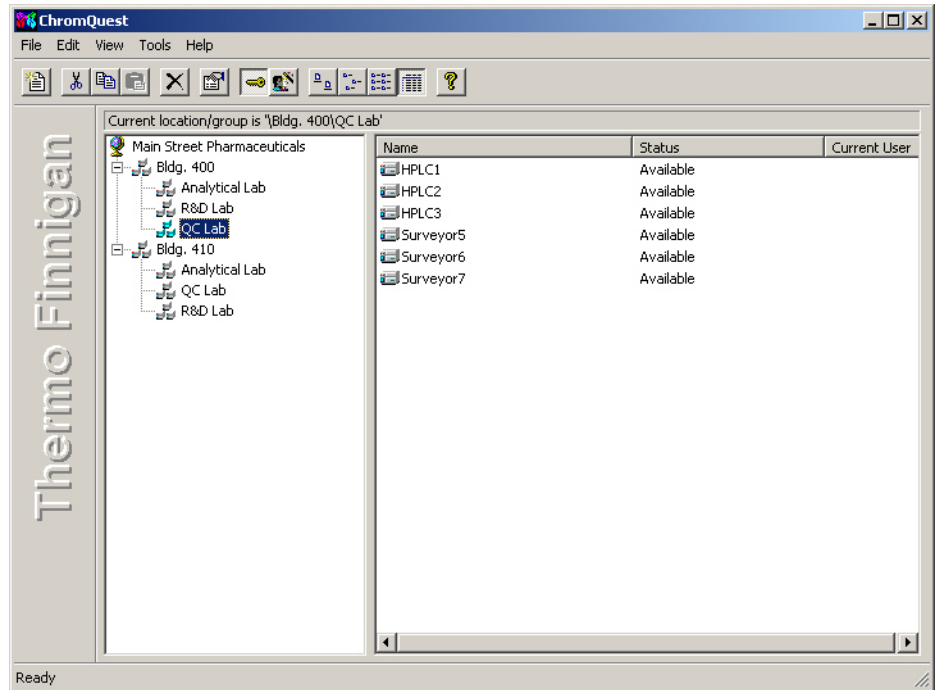 ChromQuest
File Edit View Tools Help
Current location/group is '\Bldg. 400\QC Lab'
Thermo Finnigan
Main Street Pharmaceuticals
Bldg. 400
Analytical Lab
R&D Lab
QC Lab
Bldg. 410
Analytical Lab
QC Lab
R&D Lab
Name Status Current User
HPLC1 Available
HPLC2 Available
HPLC3 Available
Surveyor5 Available
Surveyor6 Available
Surveyor7 Available
Ready